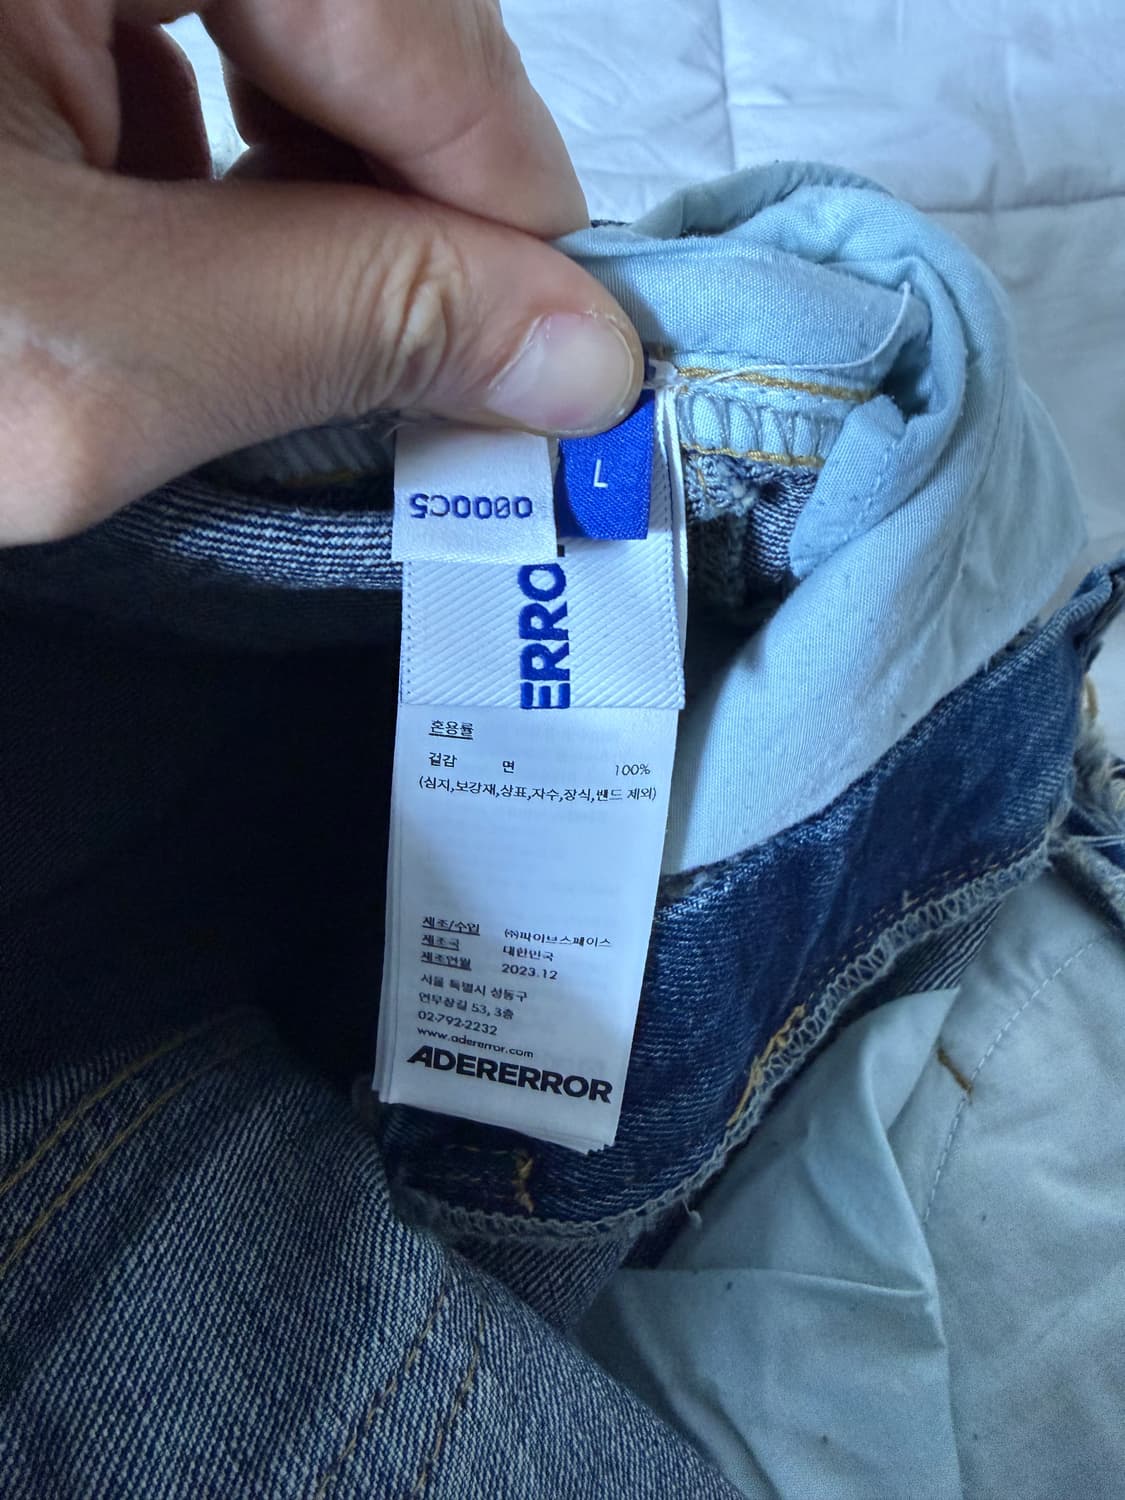 L
ERRO
혼용률
겉감 면 100%
(심지,보강재,상표,자수,장식,밴드 제외)
제조/수입 ㈜파이브스페이스
제조국 대한민국
제조연월 2023.12
서울 특별시 성동구
연무장길 53, 3층
02-792-2232
www.adererror.com
ADERERROR